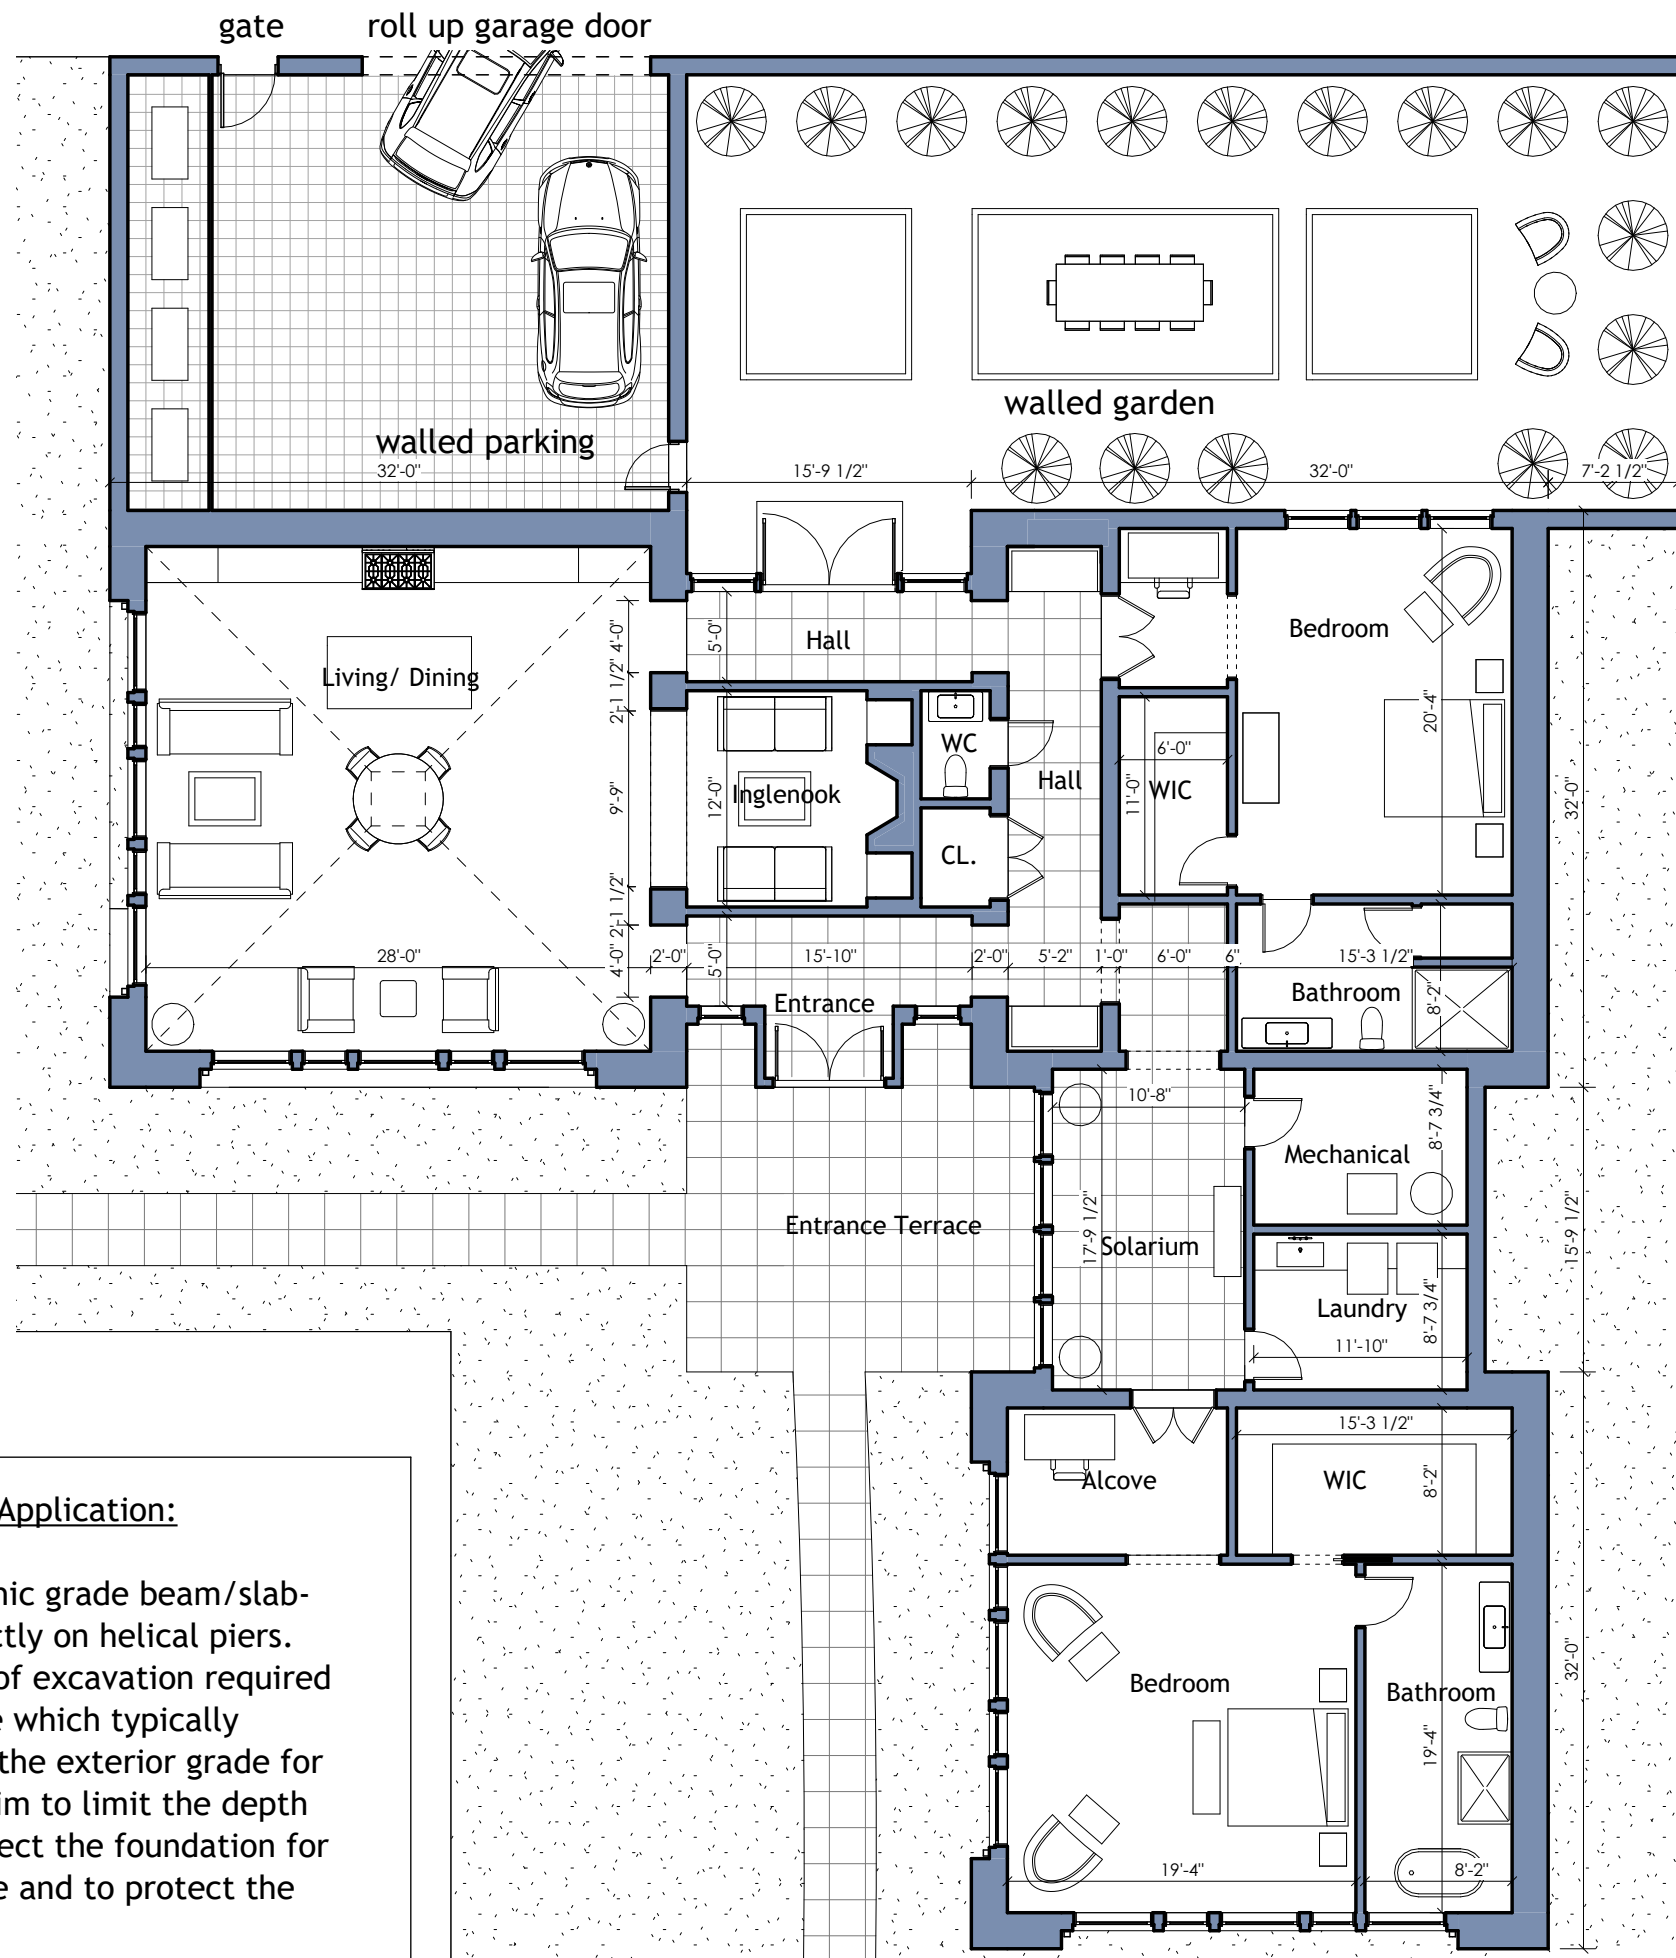 gate
roll up garage door
walled garden
walled parking
32'-0"
15'-9 1/2"
32'-0"
7'-2 1/2"
Living/ Dining
4'-0"
2'-1 1/2"
9'-9"
2'-1 1/2"
4'-0"
5'-0"
Hall
12'-0"
Inglenook
WC
CL.
Hall
Bedroom
20'-4"
6'-0"
11'-0"
WIC
32'-0"
28'-0"
2'-0"
5'-0"
15'-10"
2'-0"
5'-2"
1'-0"
6'-0"
6"
15'-3 1/2"
Entrance
Bathroom
8'-2"
10'-8"
Mechanical
8'-7 3/4"
Entrance Terrace
17'-9 1/2"
Solarium
15'-9 1/2"
Laundry
8'-7 3/4"
11'-10"
15'-3 1/2"
Alcove
WIC
8'-2"
Bedroom
Bathroom
19'-4"
32'-0"
19'-4"
8'-2"
Application:
nic grade beam/slab-
ctly on helical piers.
of excavation required
e which typically
the exterior grade for
im to limit the depth
ect the foundation for
e and to protect the